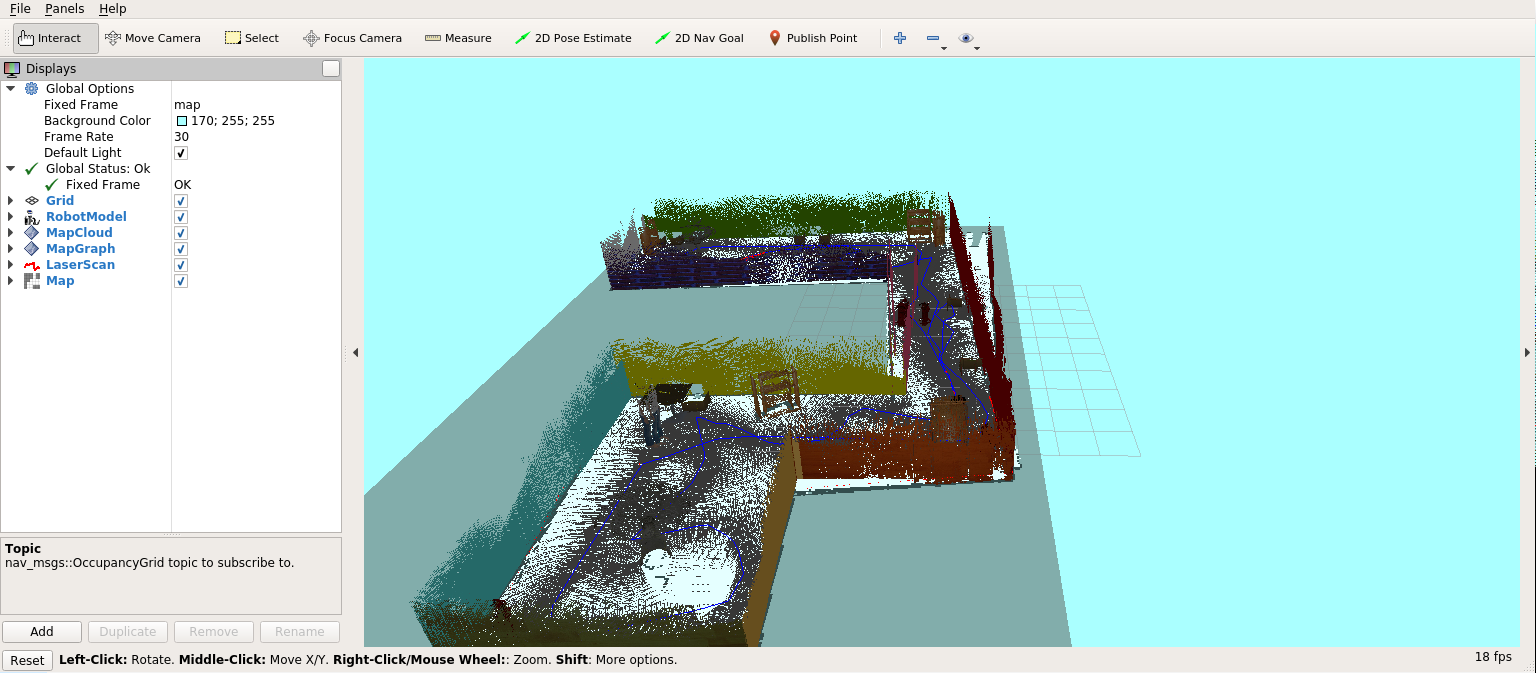 File Panels Help
Interact Move Camera Select Focus Camera Measure 2D Pose Estimate 2D Nav Goal Publish Point
Displays
Global Options
Fixed Frame map
Background Color 170; 255; 255
Frame Rate 30
Default Light
Global Status: Ok
Fixed Frame OK
Grid
RobotModel
MapCloud
MapGraph
LaserScan
Map
Topic
nav_msgs::OccupancyGrid topic to subscribe to.
Add Duplicate Remove Rename
Reset Left-Click: Rotate. Middle-Click: Move X/Y. Right-Click/Mouse Wheel:: Zoom. Shift: More options. 18 fps